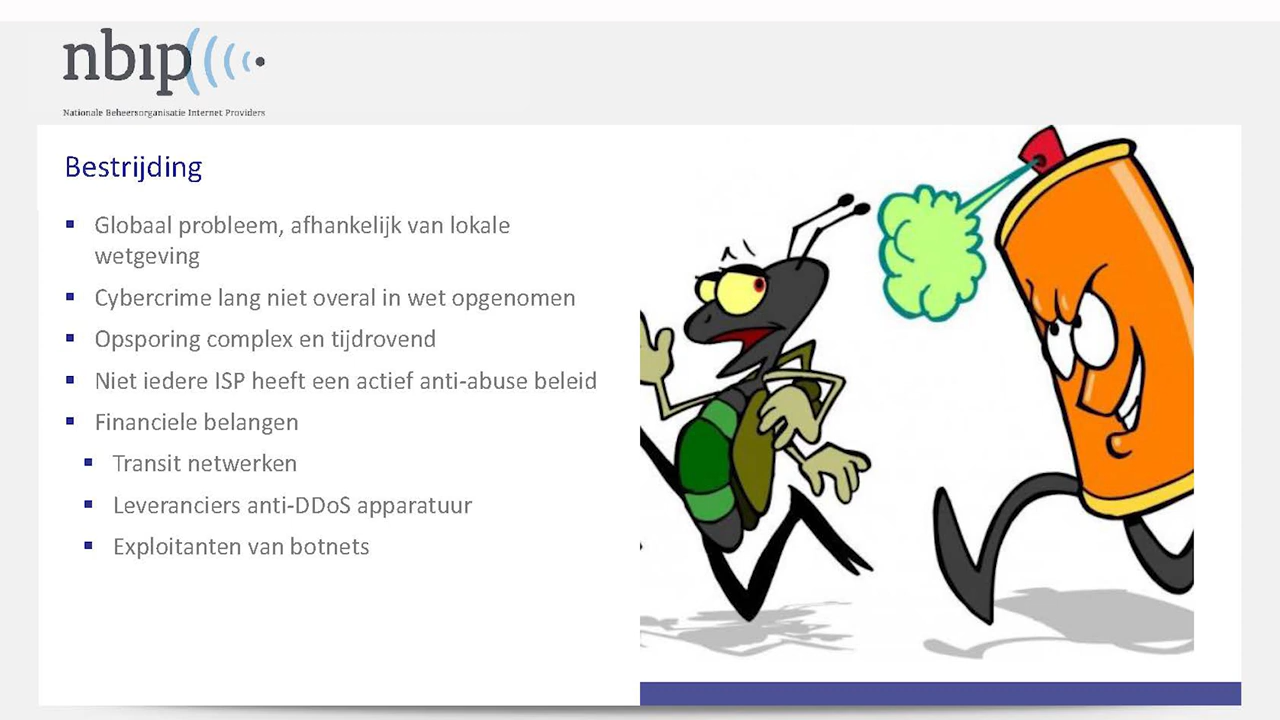 nbip
Nationale Beheersorganisatie Internet Providers
Bestrijding
Globaal probleem, afhankelijk van lokale
wetgeving
Cybercrime lang niet overal in wet opgenomen
Opsporing complex en tijdrovend
Niet iedere ISP heeft een actief anti-abuse beleid
Financiele belangen
Transit netwerken
Leveranciers anti-DDoS apparatuur
Exploitanten van botnets